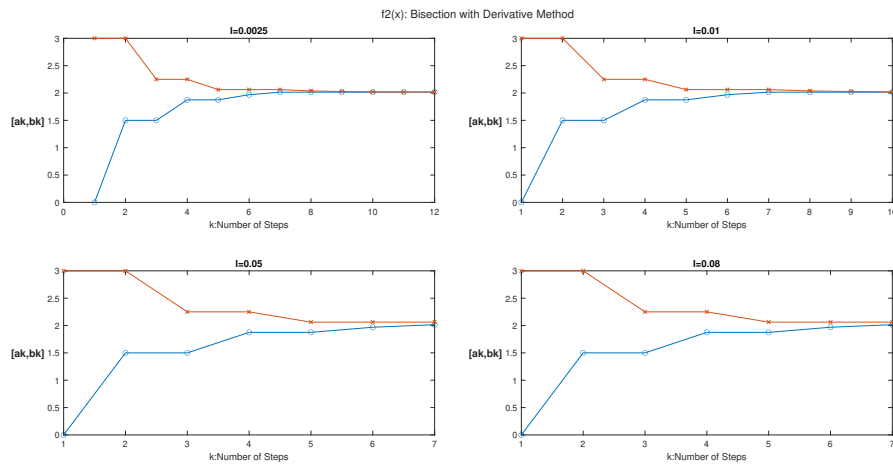 f2(x): Bisection with Derivative Method
l=0.0025
3
2.5
2
1.5
1
0.5
0
[ak,bk]
0 2 4 6 8 10 12
k:Number of Steps
l=0.01
3
2.5
2
1.5
1
0.5
0
[ak,bk]
1 2 3 4 5 6 7 8 9 10
k:Number of Steps
l=0.05
3
2.5
2
1.5
1
0.5
0
[ak,bk]
1 2 3 4 5 6 7
k:Number of Steps
l=0.08
3
2.5
2
1.5
1
0.5
0
[ak,bk]
1 2 3 4 5 6 7
k:Number of Steps